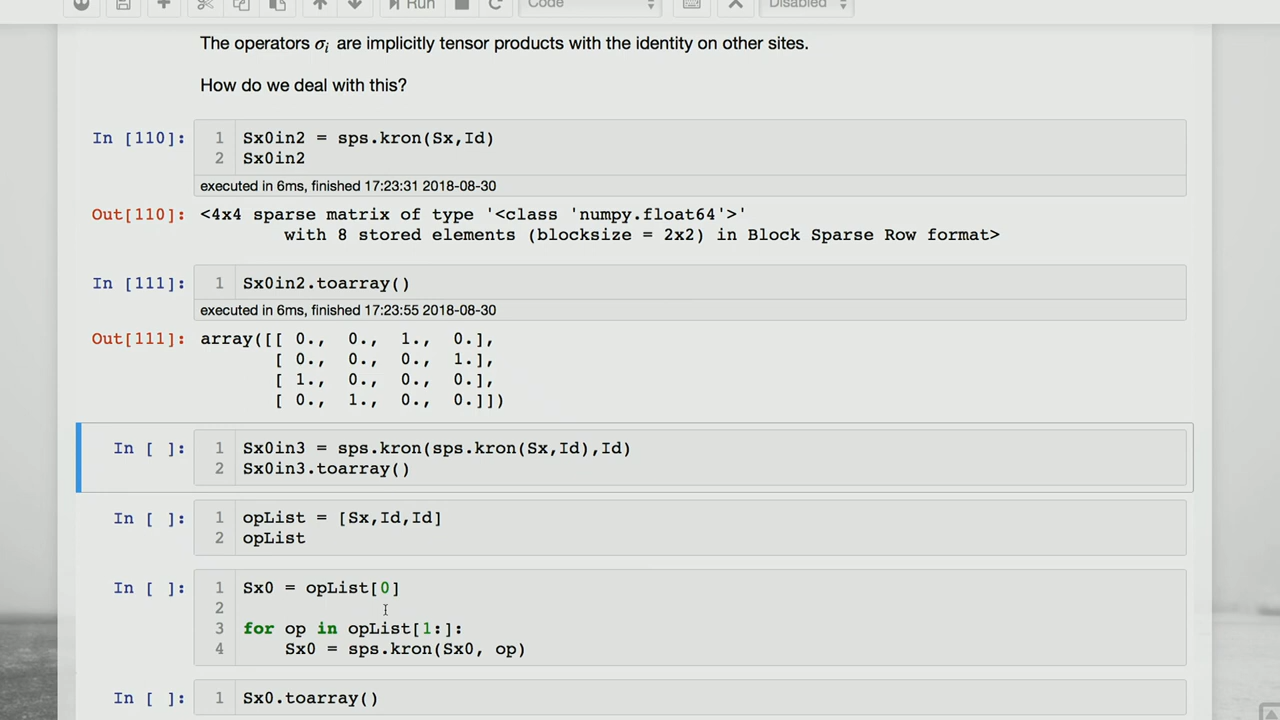 Run Code Disabled
The operators σi are implicitly tensor products with the identity on other sites.
How do we deal with this?
In [110]: 1 Sx0in2 = sps.kron(Sx,Id)
2 Sx0in2
executed in 6ms, finished 17:23:31 2018-08-30
Out[110]: <4x4 sparse matrix of type '<class 'numpy.float64'>'
with 8 stored elements (blocksize = 2x2) in Block Sparse Row format>
In [111]: 1 Sx0in2.toarray()
executed in 6ms, finished 17:23:55 2018-08-30
Out[111]: array([[ 0., 0., 1., 0.],
[ 0., 0., 0., 1.],
[ 1., 0., 0., 0.],
[ 0., 1., 0., 0.]])
In [ ]: 1 Sx0in3 = sps.kron(sps.kron(Sx,Id),Id)
2 Sx0in3.toarray()
In [ ]: 1 opList = [Sx,Id,Id]
2 opList
In [ ]: 1 Sx0 = opList[0]
2
3 for op in opList[1:]:
4 Sx0 = sps.kron(Sx0, op)
In [ ]: 1 Sx0.toarray()